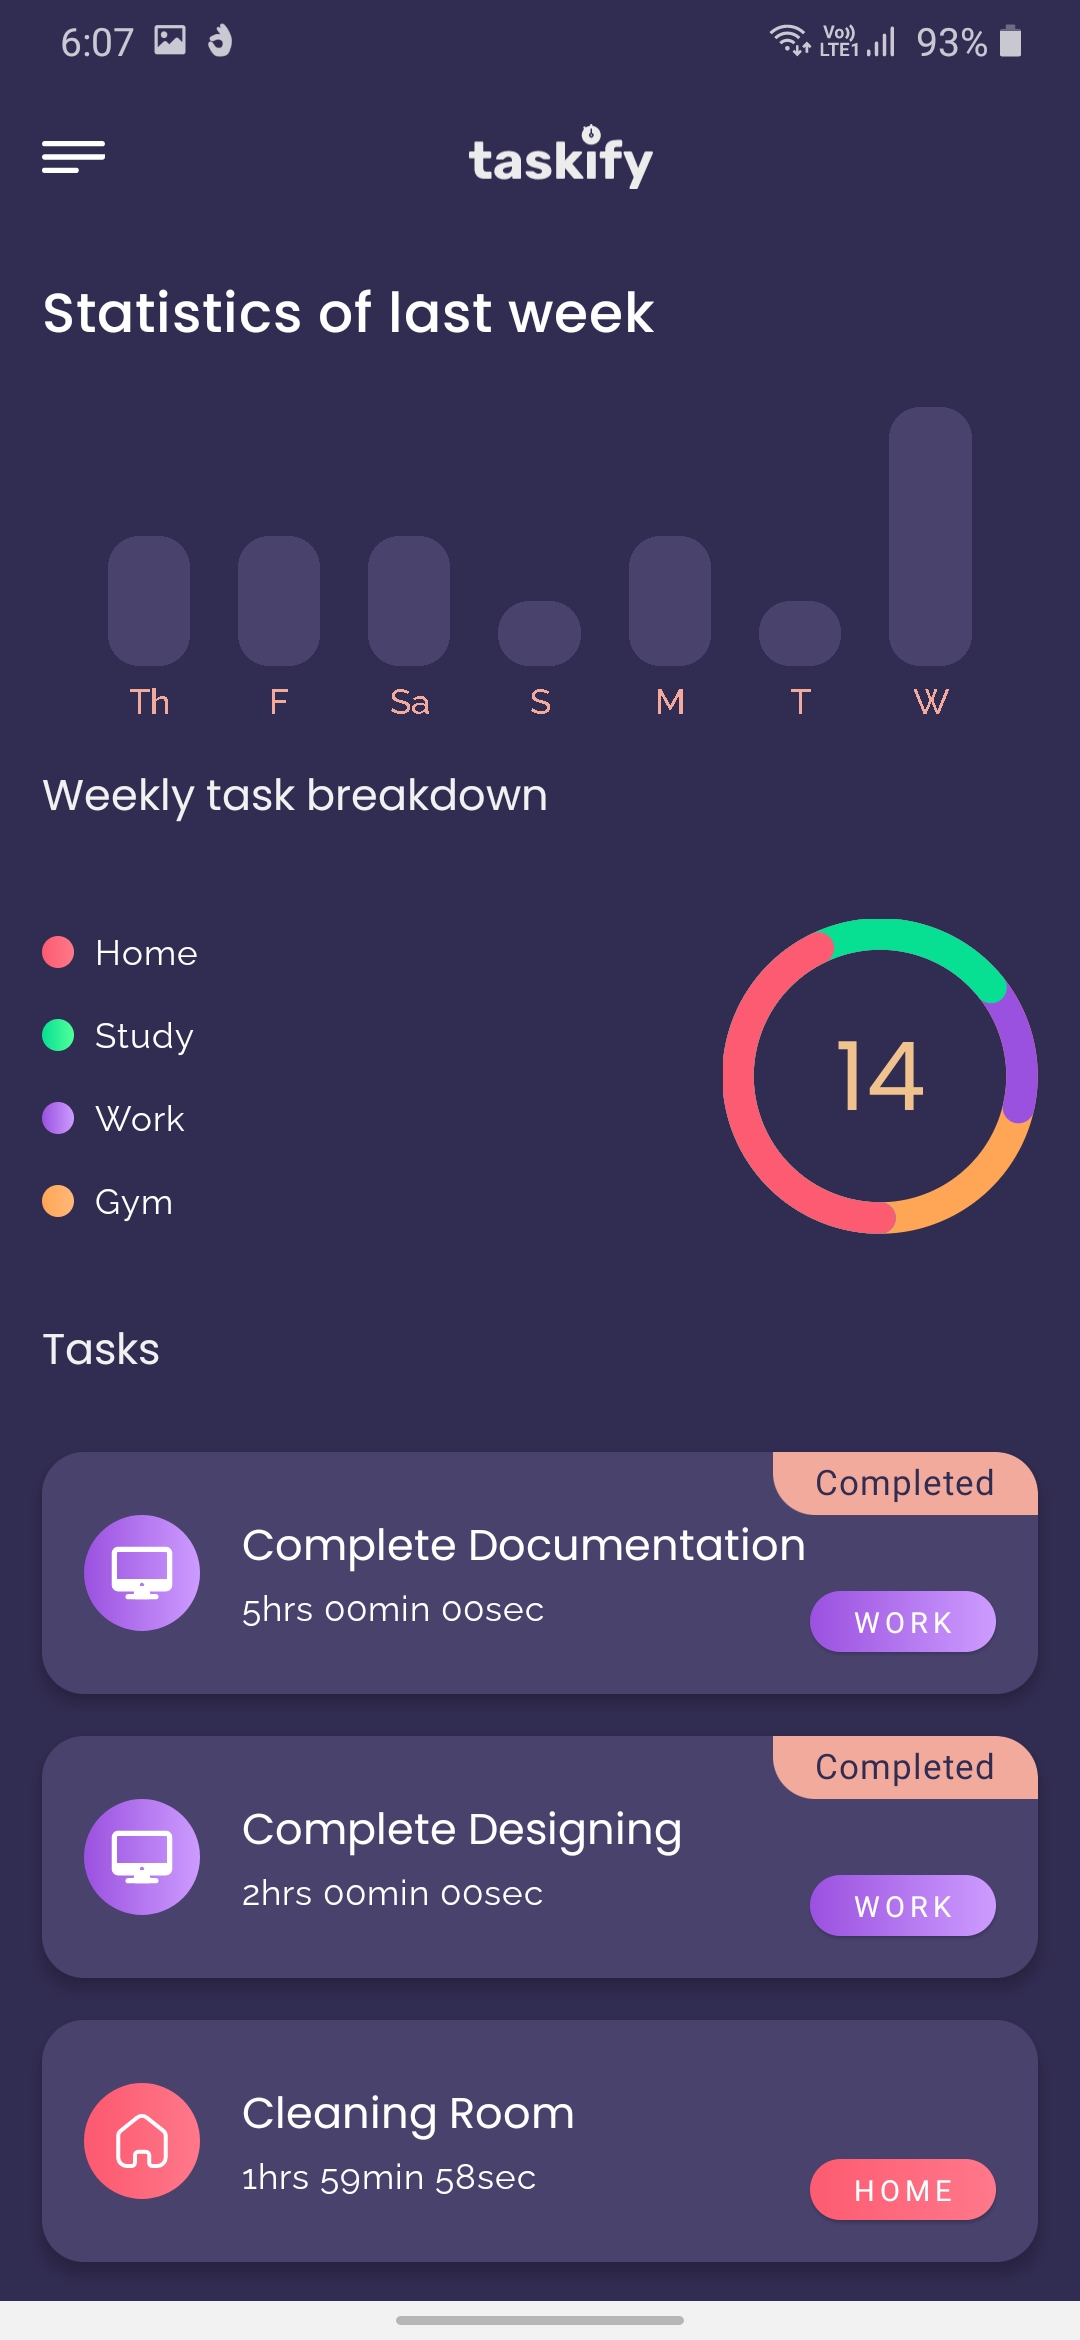 6:07 Vo)) LTE1 93%
taskify
Statistics of last week
Th F Sa S M T W
Weekly task breakdown
Home
Study
Work
Gym
14
Tasks
Completed
Complete Documentation
5hrs 00min 00sec
WORK
Completed
Complete Designing
2hrs 00min 00sec
WORK
Cleaning Room
1hrs 59min 58sec
HOME